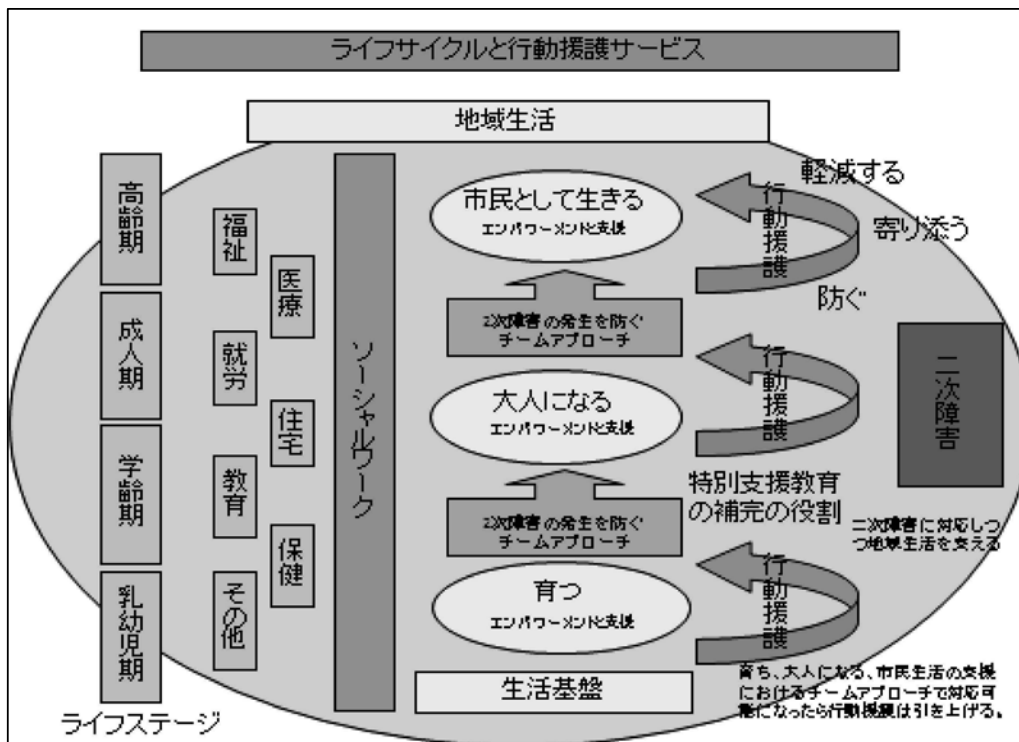 ライフサイクルと行動援護サービス
地域生活
高齢期
成人期
学齢期
乳幼児期
ライフステージ
福祉
医療
就労
住宅
教育
保健
その他
ソーシャルワーク
市民として生きる
エンパワーメントと支援
2次障害の発生を防ぐ
チームアプローチ
大人になる
エンパワーメントと支援
2次障害の発生を防ぐ
チームアプローチ
育つ
エンパワーメントと支援
生活基盤
行動援護
軽減する
寄り添う
防ぐ
行動援護
特別支援教育
の補完の役割
行動援護
二次障害
二次障害に対応しつ
つ地域生活を支える
育ち、大人になる、市民生活の支援
におけるチームアプローチで対応可
能になったら行動援護は引き上げる。